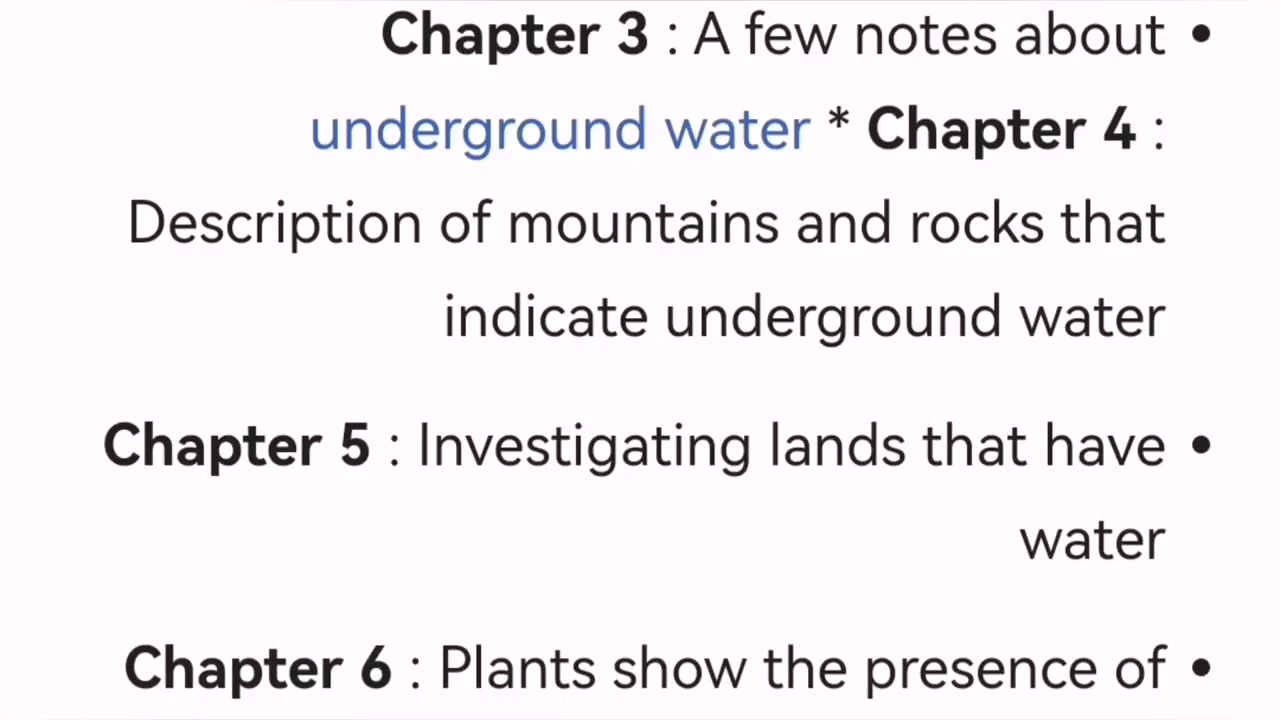 • Chapter 3 : A few notes about
underground water * Chapter 4 :
Description of mountains and rocks that
indicate underground water
• Chapter 5 : Investigating lands that have
water
• Chapter 6 : Plants show the presence of